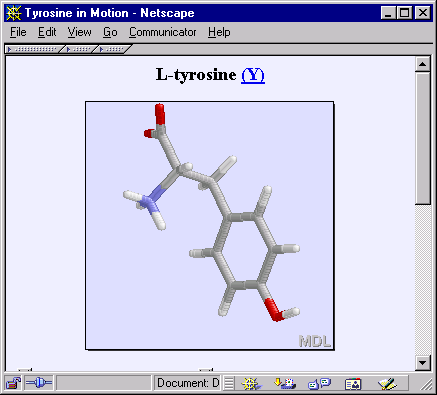 Tyrosine in Motion - Netscape
File Edit View Go Communicator Help
L-tyrosine (Y)
MDL
Document: D